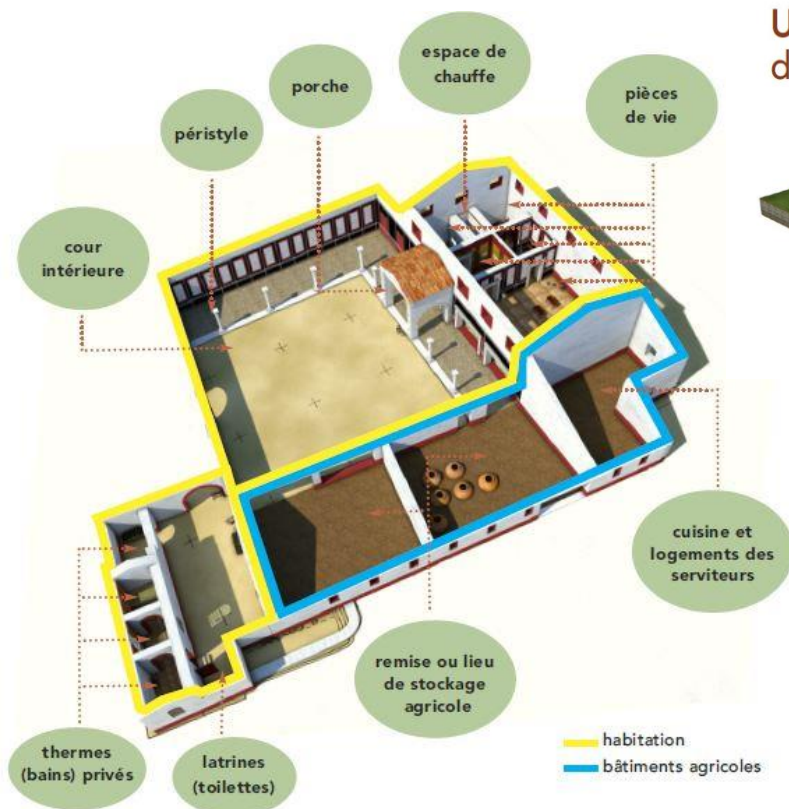 U
d
espace de
chauffe
porche
pièces
de vie
péristyle
cour
intérieure
cuisine et
logements des
serviteurs
remise ou lieu
de stockage
agricole
thermes
(bains) privés
latrines
(toilettes)
habitation
bâtiments agricoles